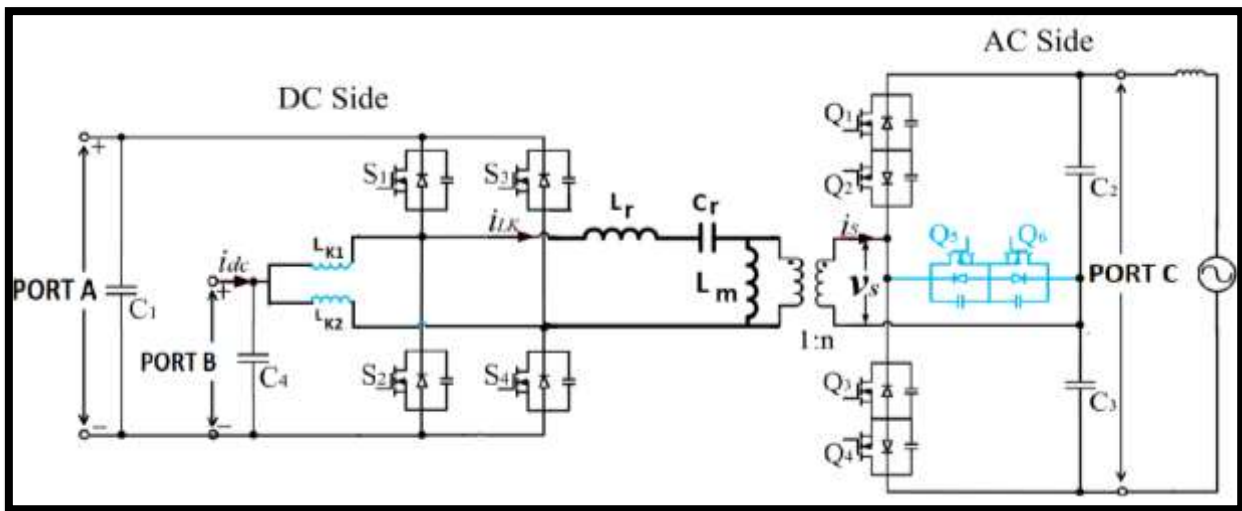 AC Side
DC Side
Q1
Q2
S1
S3
Lr
Cr
iLK
LK1
LK2
idc
+
+
PORT A
C1
PORT B
C4
S2
S4
Lm
1:n
is
vs
Q5
Q6
C2
PORT C
Q3
Q4
C3
−
−